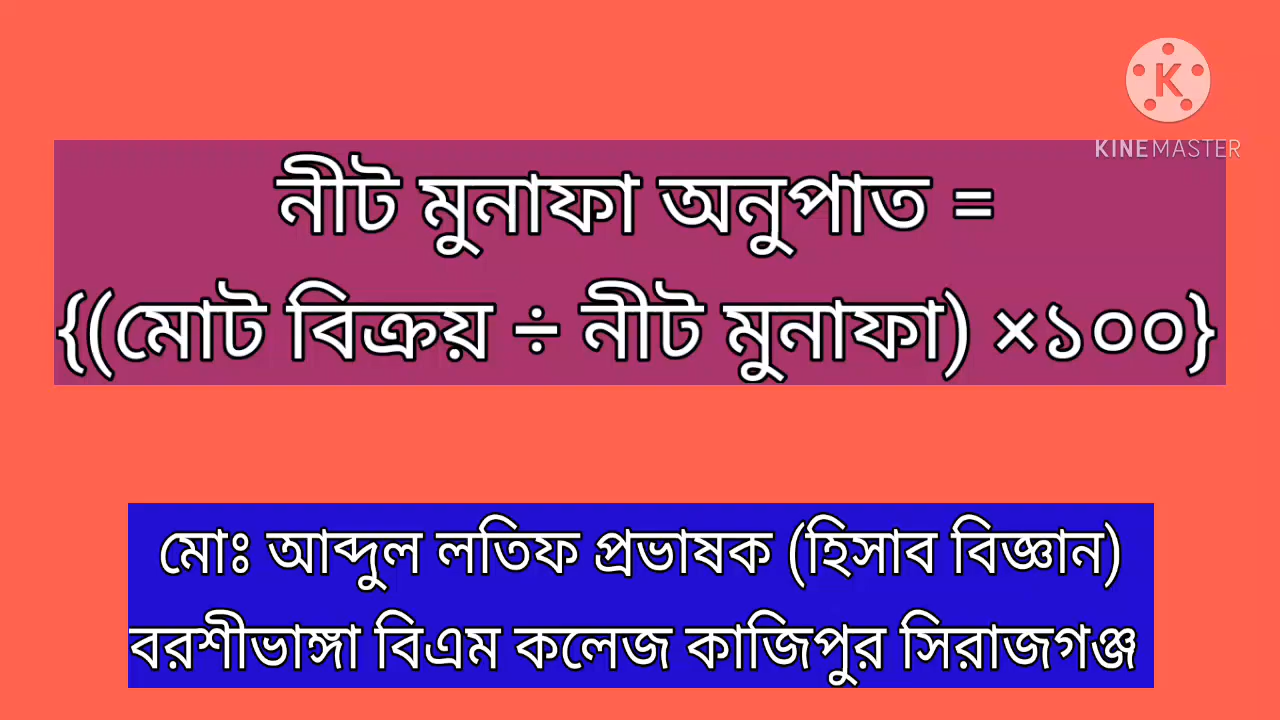 KINEMASTER
নীট মুনাফা অনুপাত =
{(মোট বিক্রয় ÷ নীট মুনাফা) ×১০০}
মোঃ আব্দুল লতিফ প্রভাষক (হিসাব বিজ্ঞান)
বরশীভাঙ্গা বিএম কলেজ কাজিপুর সিরাজগঞ্জ